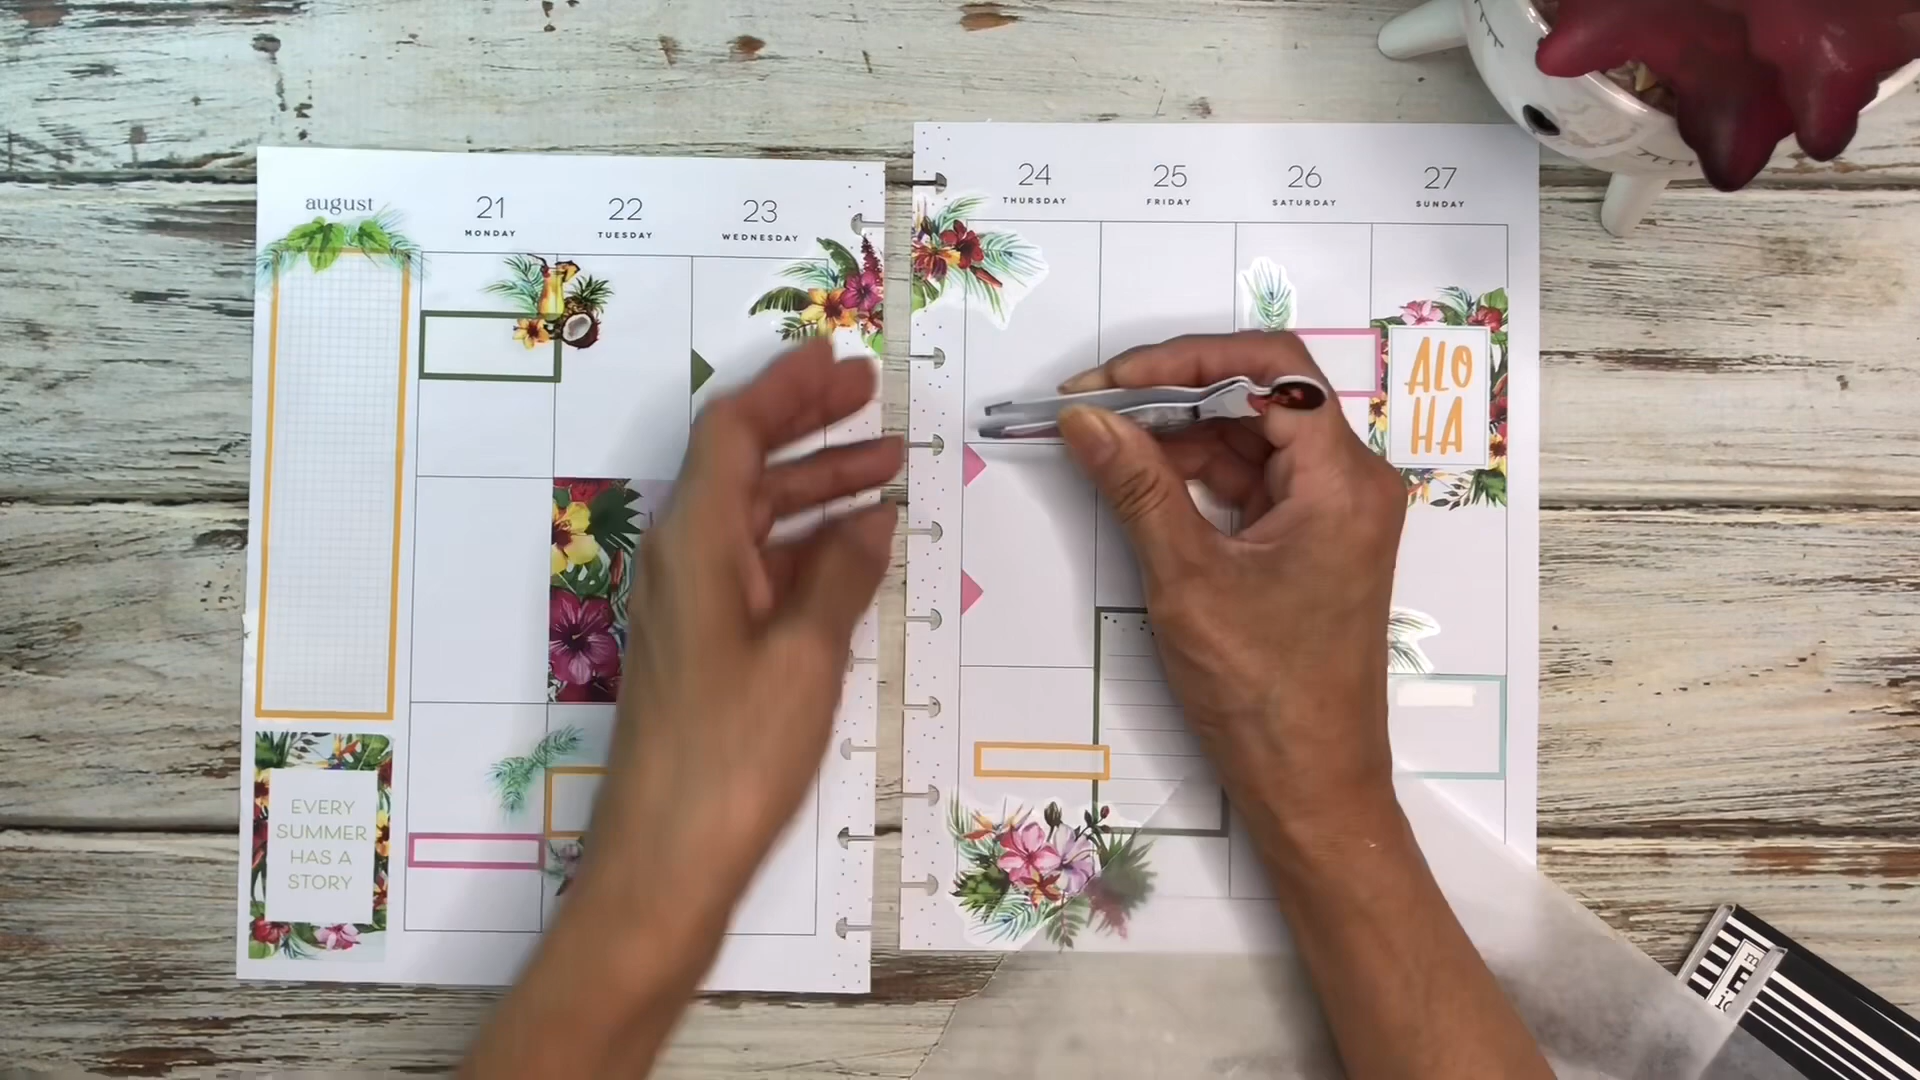 august
21
MONDAY
22
TUESDAY
23
WEDNESDAY
24
THURSDAY
25
FRIDAY
26
SATURDAY
27
SUNDAY
ALO
HA
EVERY
SUMMER
HAS A
STORY